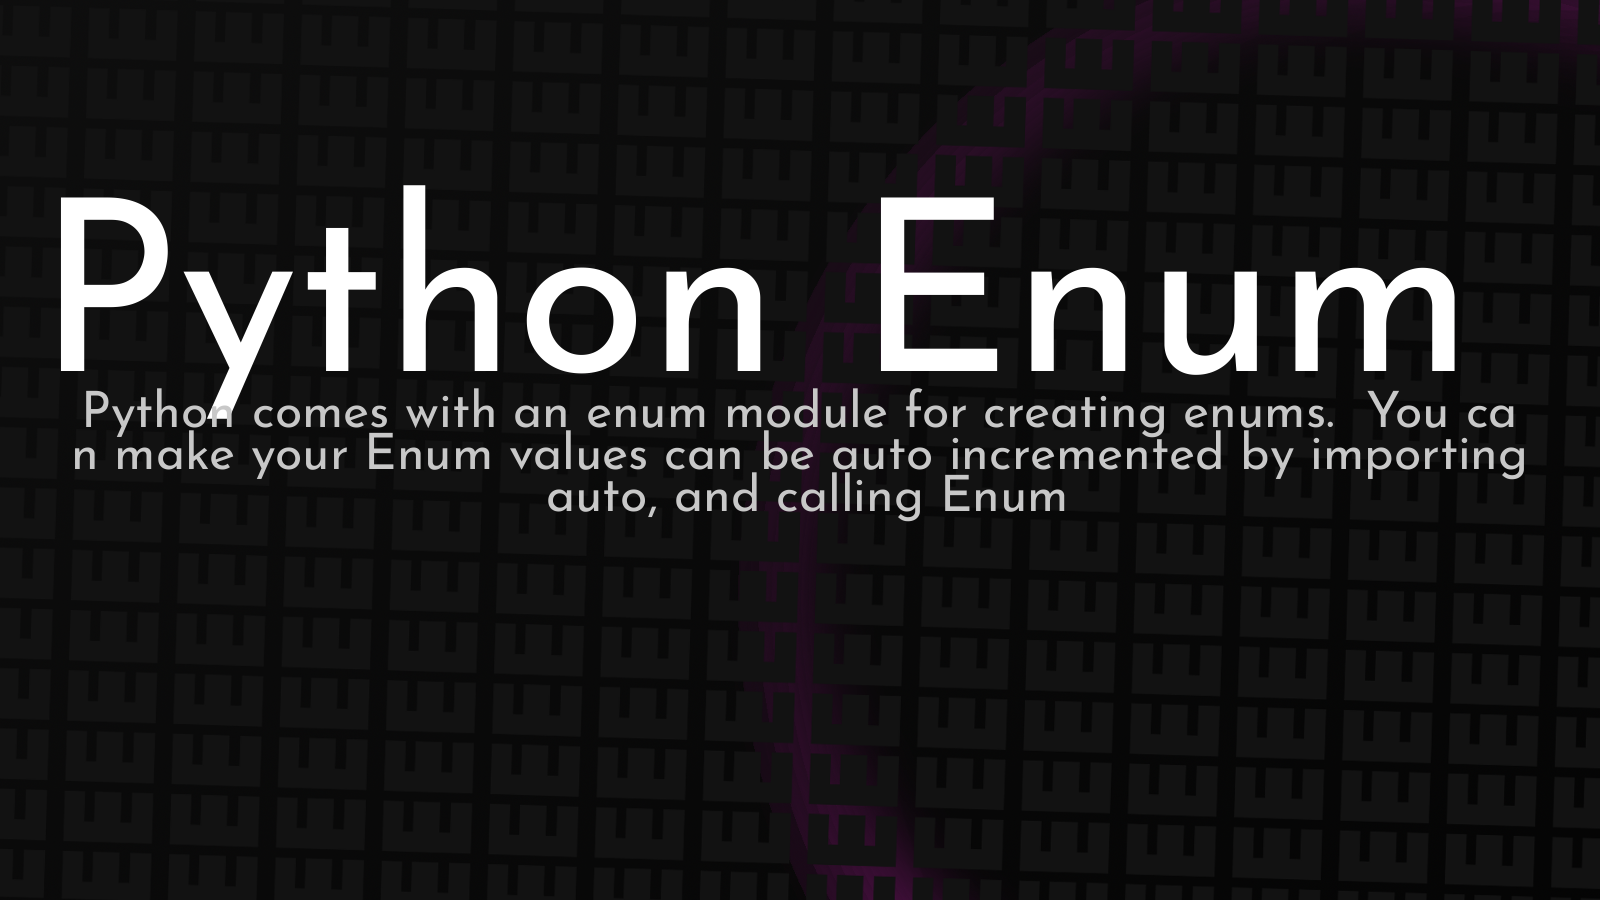 Python Enum
Python comes with an enum module for creating enums.  You ca
n make your Enum values can be auto incremented by importing
auto, and calling Enum